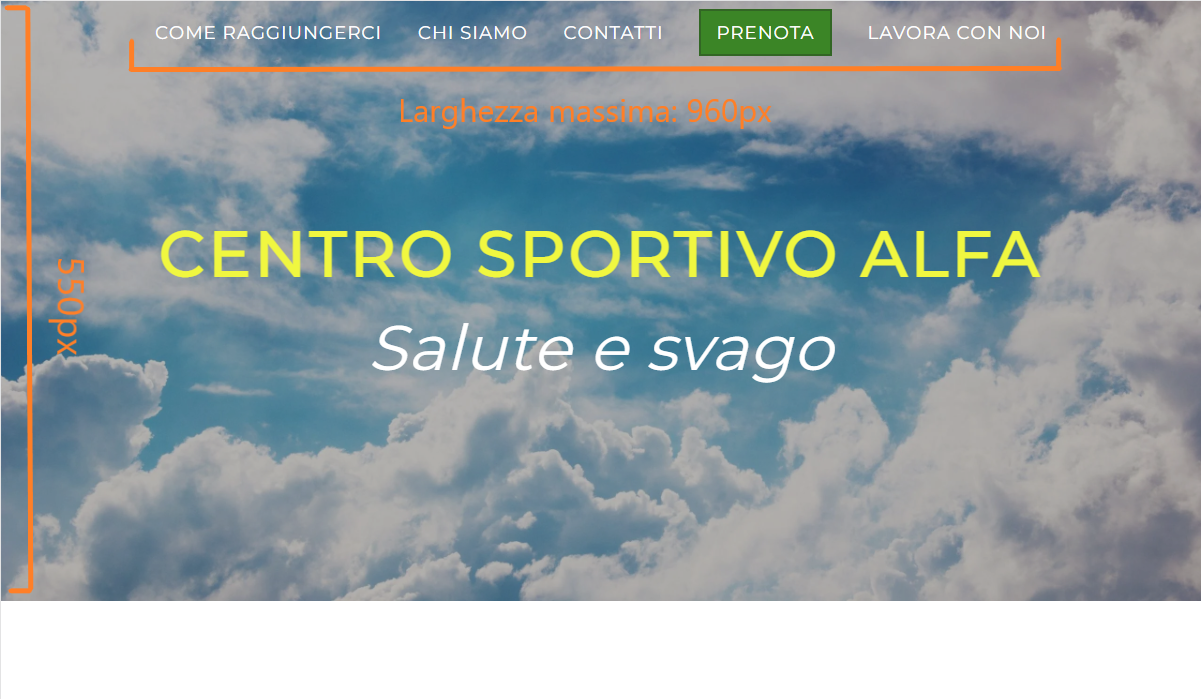 COME RAGGIUNGERCI CHI SIAMO CONTATTI PRENOTA LAVORA CON NOI
Larghezza massima: 960px
CENTRO SPORTIVO ALFA
550px
Salute e svago